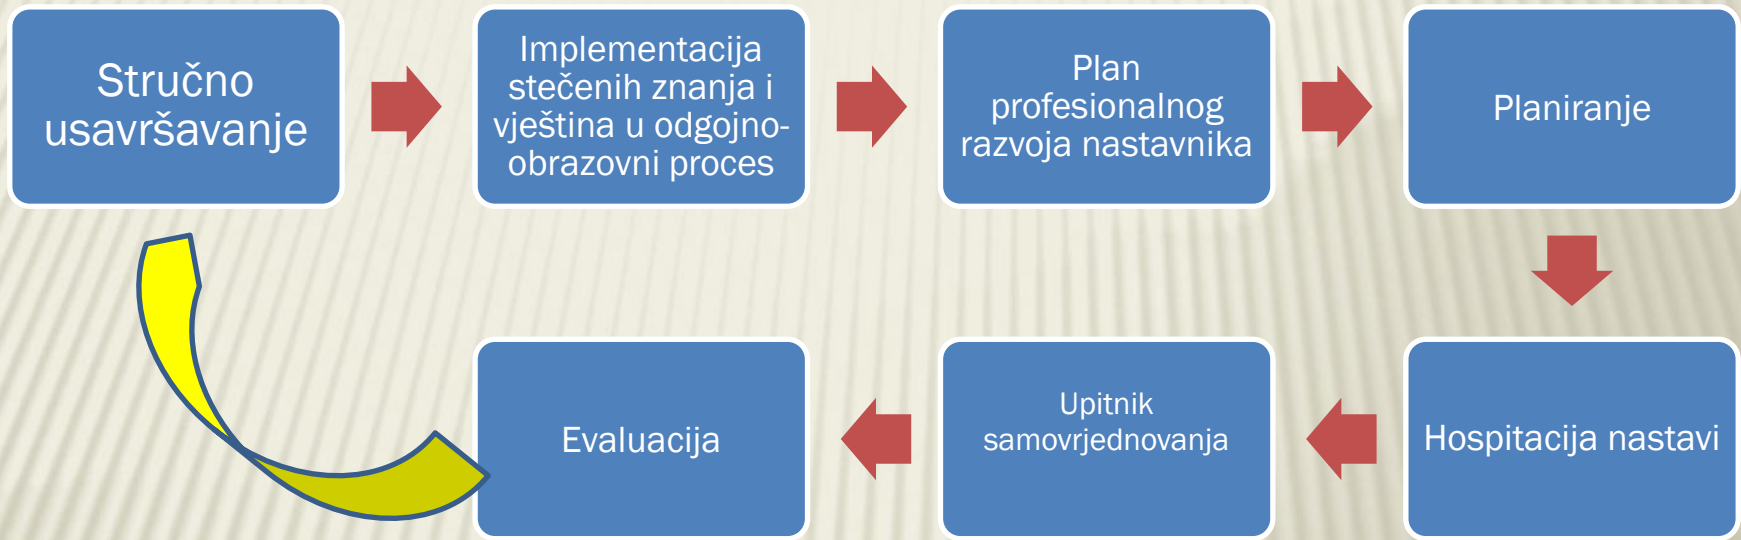 Stručno
usavršavanje
Implementacija
stečenih znanja i
vještina u odgojno-
obrazovni proces
Plan
profesionalnog
razvoja nastavnika
Planiranje
Hospitacija nastavi
Upitnik
samovrjednovanja
Evaluacija